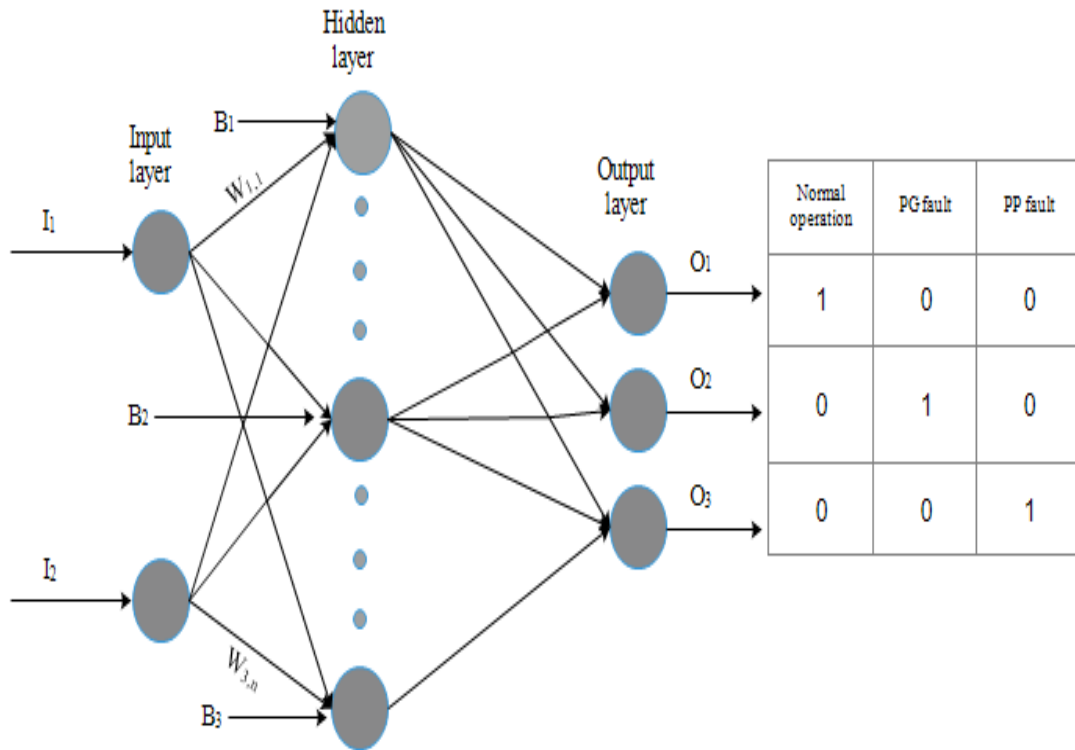 Hidden
layer
B1
Input
layer
W1,1
Output
layer
I1
O1
O2
O3
B2
I2
W3,n
B3
Normal
operation
PG fault
PP fault
1 0 0
0 1 0
0 0 1